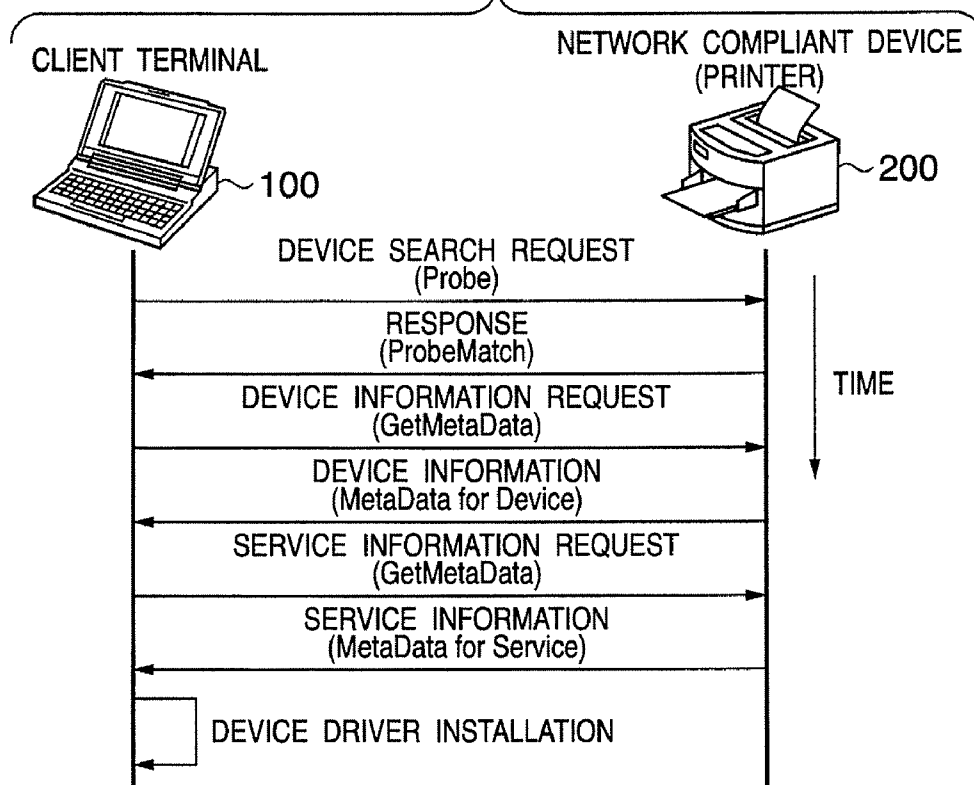 CLIENT TERMINAL
NETWORK COMPLIANT DEVICE
(PRINTER)
100
200
DEVICE SEARCH REQUEST
(Probe)
RESPONSE
(ProbeMatch)
TIME
DEVICE INFORMATION REQUEST
(GetMetaData)
DEVICE INFORMATION
(MetaData for Device)
SERVICE INFORMATION REQUEST
(GetMetaData)
SERVICE INFORMATION
(MetaData for Service)
DEVICE DRIVER INSTALLATION